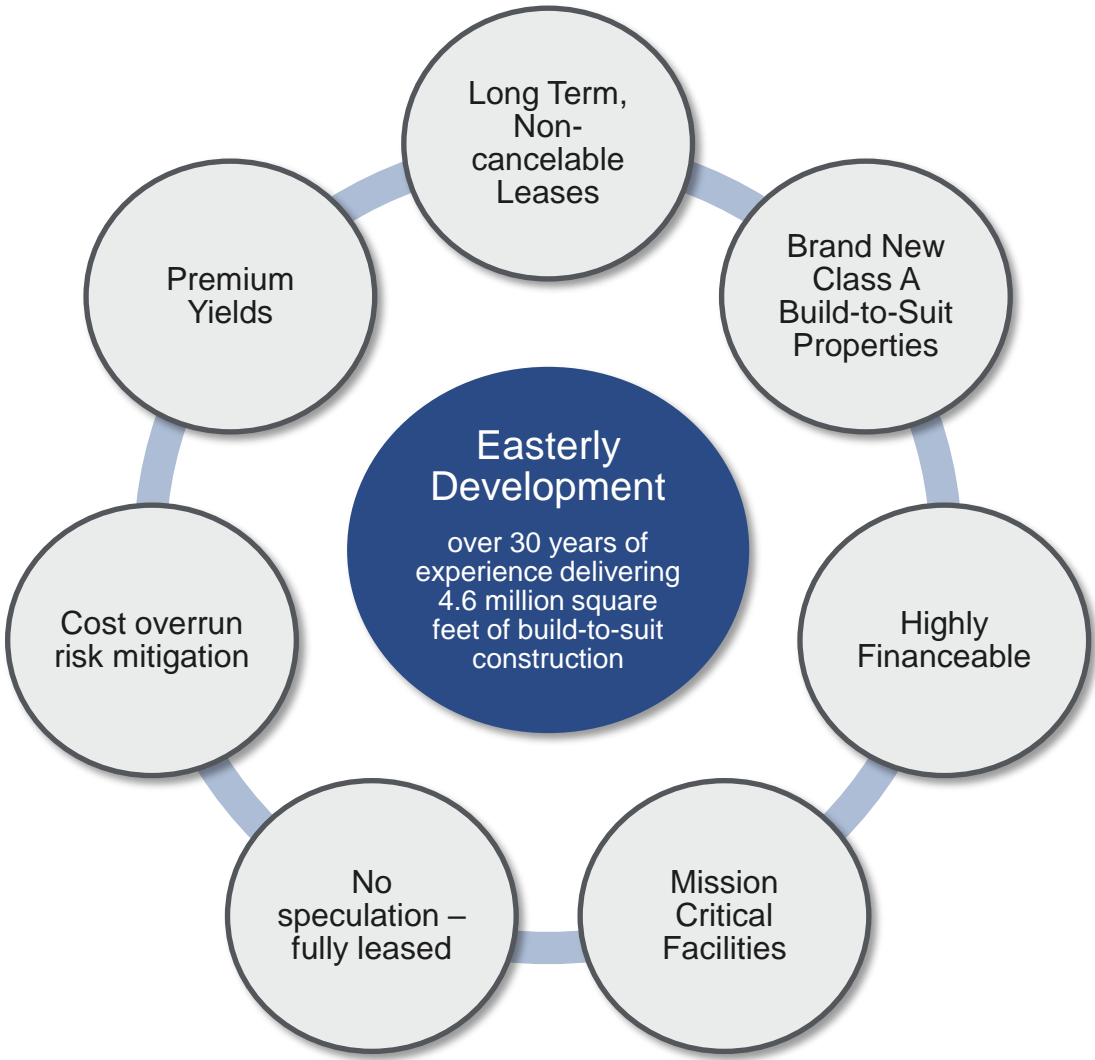 Long Term,
Non-
cancelable
Leases
Brand New
Class A
Build-to-Suit
Properties
Highly
Financeable
Mission
Critical
Facilities
No
speculation –
fully leased
Cost overrun
risk mitigation
Premium
Yields
Easterly
Development
over 30 years of
experience delivering
4.6 million square
feet of build-to-suit
construction